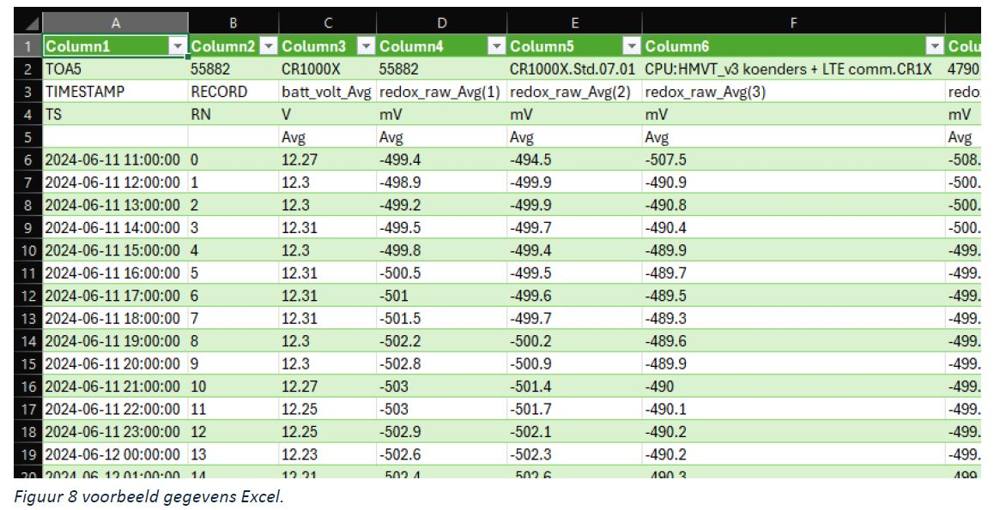 A B C D E F
1 Column1 Column2 Column3 Column4 Column5 Column6 Colu
2 TOA5 55882 CR1000X 55882 CR1000X.Std.07.01 CPU:HMVT_v3 koenders + LTE comm.CR1X 4790
3 TIMESTAMP RECORD batt_volt_Avg redox_raw_Avg(1) redox_raw_Avg(2) redox_raw_Avg(3) redo
4 TS RN V mV mV mV mV
5 Avg Avg Avg Avg Avg
6 2024-06-11 11:00:00 0 12.27 -499.4 -494.5 -507.5 -508.
7 2024-06-11 12:00:00 1 12.3 -498.9 -499.9 -490.9 -500.
8 2024-06-11 13:00:00 2 12.3 -499.2 -499.9 -490.8 -500.
9 2024-06-11 14:00:00 3 12.31 -499.5 -499.7 -490.4 -500.
10 2024-06-11 15:00:00 4 12.3 -499.8 -499.4 -489.9 -499.
11 2024-06-11 16:00:00 5 12.31 -500.5 -499.5 -489.7 -499.
12 2024-06-11 17:00:00 6 12.31 -501 -499.6 -489.5 -499.
13 2024-06-11 18:00:00 7 12.31 -501.5 -499.7 -489.3 -499.
14 2024-06-11 19:00:00 8 12.3 -502.2 -500.2 -489.6 -499.
15 2024-06-11 20:00:00 9 12.3 -502.8 -500.9 -489.9 -499.
16 2024-06-11 21:00:00 10 12.27 -503 -501.4 -490 -499.
17 2024-06-11 22:00:00 11 12.25 -503 -501.7 -490.1 -499.
18 2024-06-11 23:00:00 12 12.25 -502.9 -502.1 -490.2 -499.
19 2024-06-12 00:00:00 13 12.23 -502.6 -502.3 -490.2 -499.
20 2024-06-12 01:00:00 14 12.21 -502.4 -502.6 -490.3 -499.
Figuur 8 voorbeeld gegevens Excel.